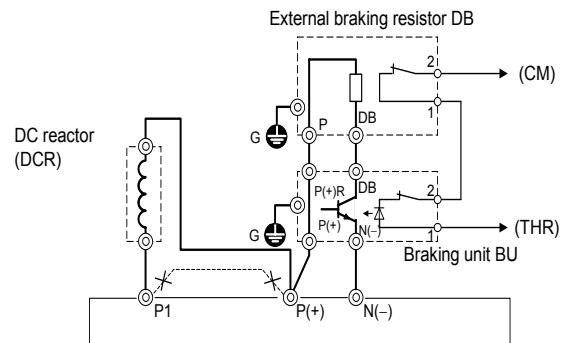 External braking resistor DB
2
(CM)
1
P
DB
G
DC reactor
(DCR)
P(+)R
DB
2
P(+)
N(−)
1
(THR)
G
Braking unit BU
P1
P(+)
N(−)